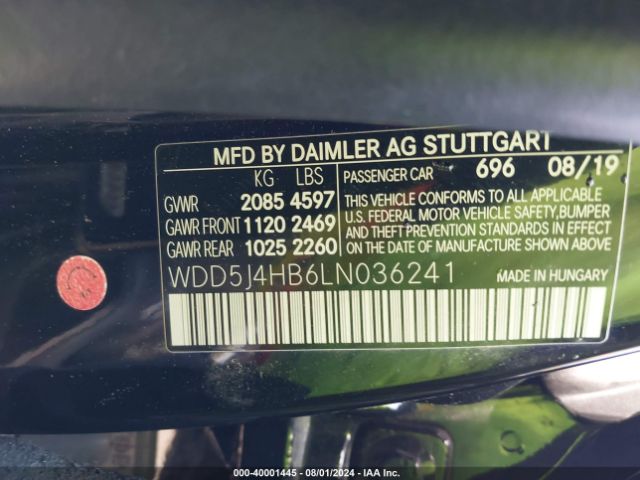 MFD BY DAIMLER AG STUTTGART
KG LBS
GVWR 2085 4597
GAWR FRONT 1120 2469
GAWR REAR 1025 2260
PASSENGER CAR 696 08/19
THIS VEHICLE CONFORMS TO ALL APPLICABLE
U.S. FEDERAL MOTOR VEHICLE SAFETY,BUMPER
AND THEFT PREVENTION STANDARDS IN EFFECT
ON THE DATE OF MANUFACTURE SHOWN ABOVE
WDD5J4HB6LN036241
MADE IN HUNGARY
000-40001445 - 08/01/2024 - IAA Inc.